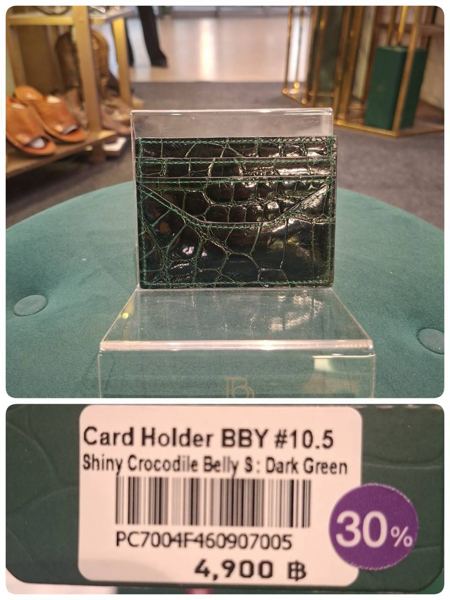 B
Card Holder BBY #10.5
Shiny Crocodile Belly S : Dark Green
PC7004F460907005
30%
4,900 ฿